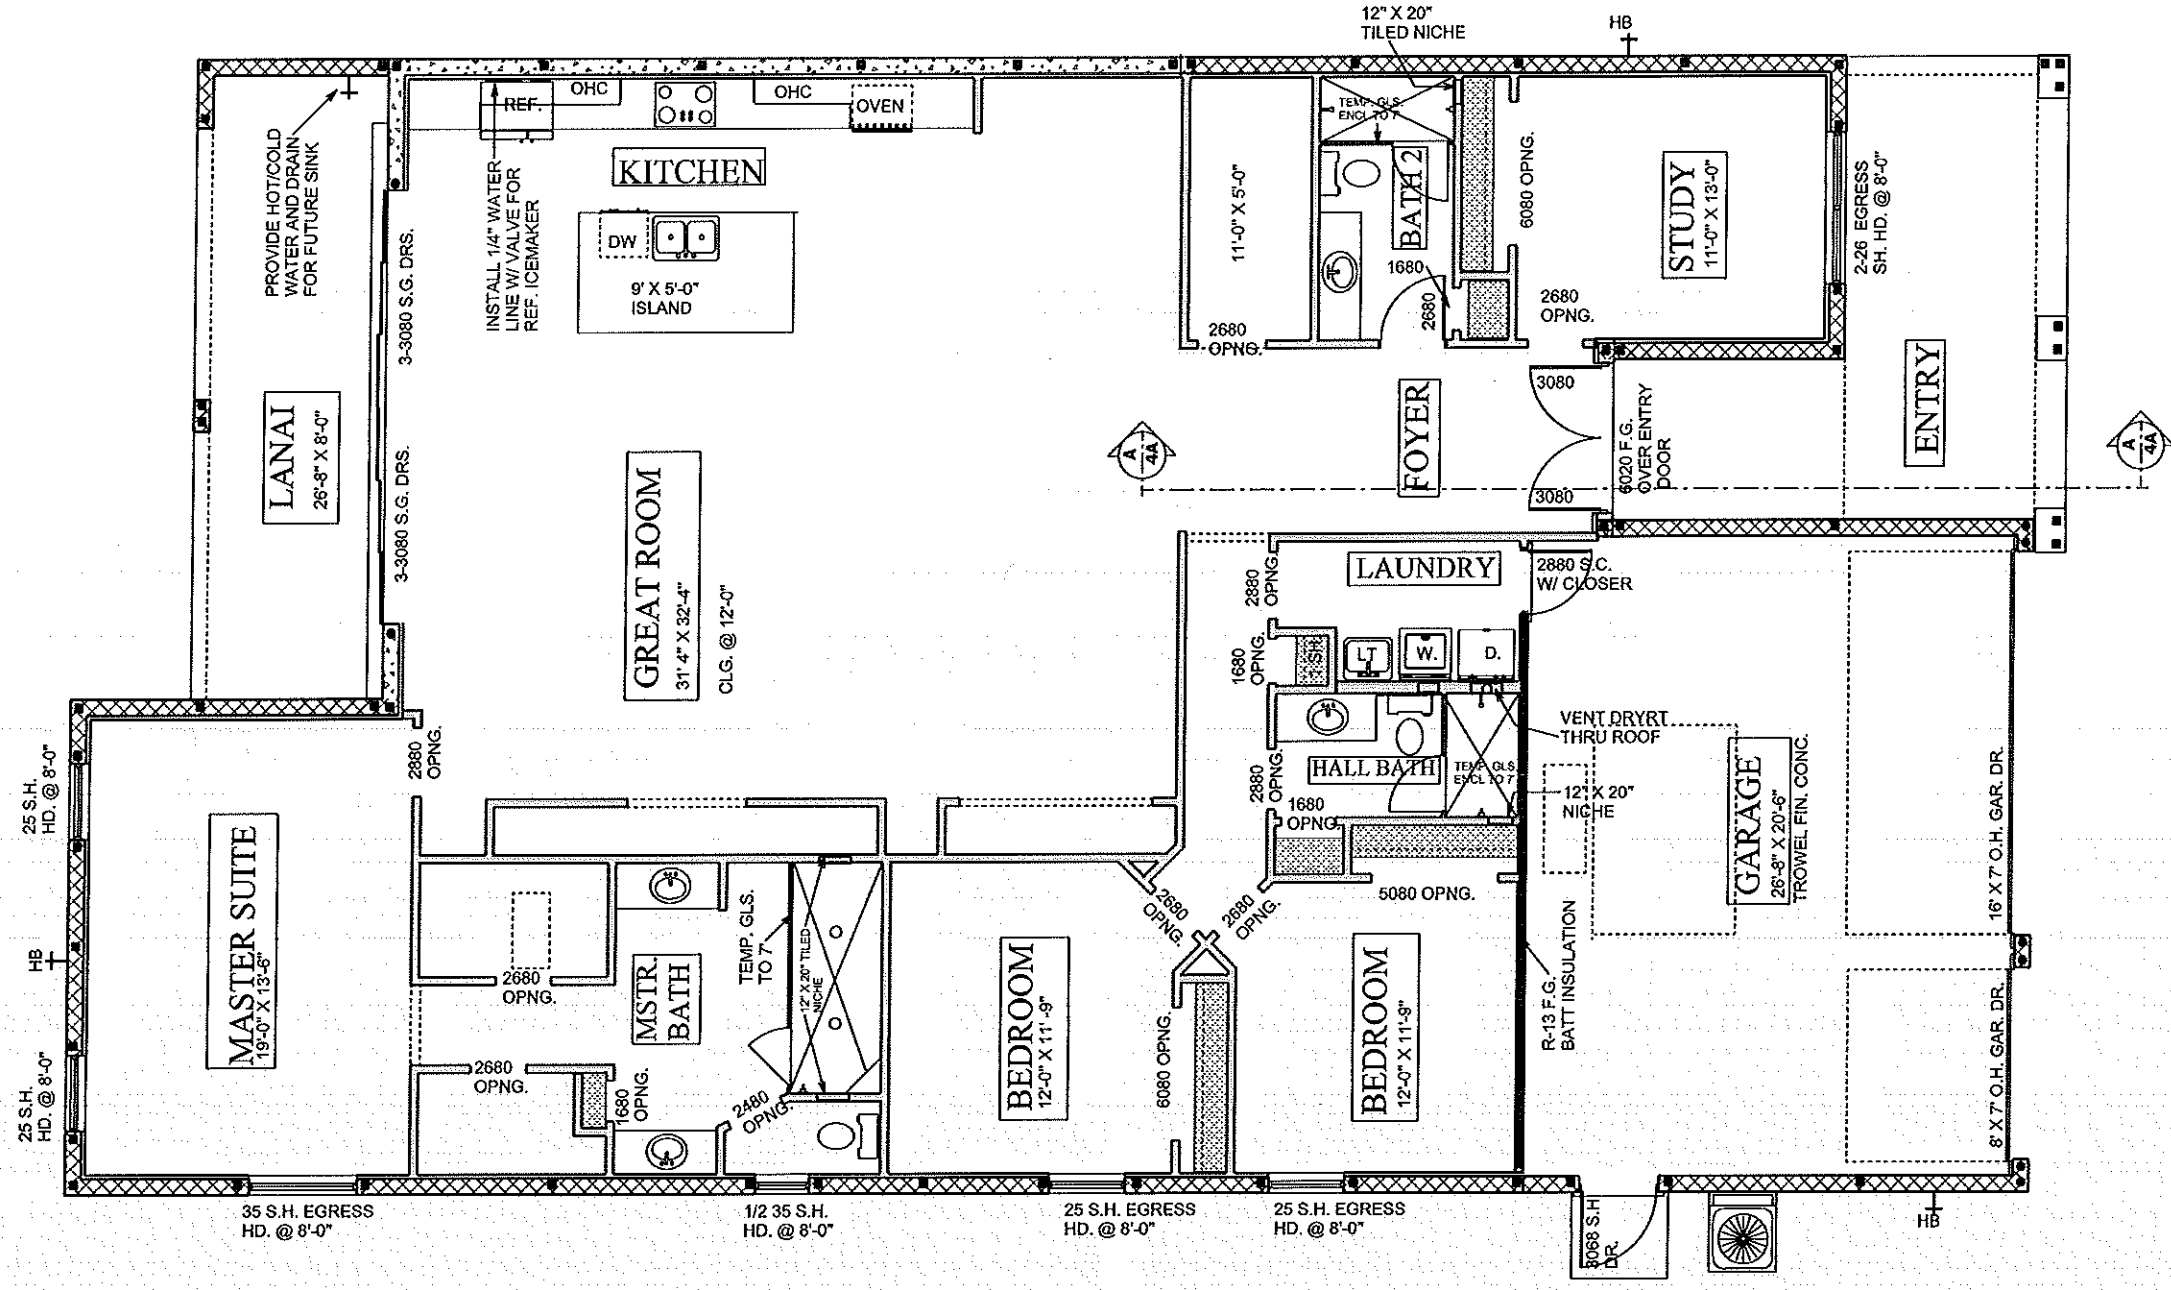 12" X 20"
TILED NICHE
HB
REF.
OHC
OHC
OVEN
TEMP. GLS.
ENCL TO 7'
PROVIDE HOT/COLD
WATER AND DRAIN
FOR FUTURE SINK
KITCHEN
INSTALL 1/4" WATER
LINE W/ VALVE FOR
REF. ICEMAKER
DW
9' X 5'-0"
ISLAND
3-3080 S.G. DRS.
11'-0" X 5'-0"
2680
OPNG.
BATH 2
1680
2680
6080 OPNG.
STUDY
11'-0" X 13'-0"
2680
OPNG.
2-26 EGRESS
SH. HD. @ 8'-0"
LANAI
26'-8" X 8'-0"
3-3080 S.G. DRS.
GREAT ROOM
31' 4" X 32'-4"
CLG. @ 12'-0"
A
4A
FOYER
3080
3080
6020 F.G.
OVER ENTRY
DOOR
ENTRY
A
4A
2880
OPNG.
LAUNDRY
2880 S.C.
W/ CLOSER
1680
OPNG.
5 SH
LT
W.
D.
VENT DRYRT
THRU ROOF
2880
OPNG.
HALL BATH
TEMP. GLS.
ENCL TO 7'
12" X 20"
NICHE
1680
OPNG.
GARAGE
26'-8" X 20'-6"
TROWEL FIN. CONC.
16' X 7' O.H. GAR. DR.
25 S.H.
HD. @ 8'-0"
2880
OPNG.
MASTER SUITE
19'-0" X 13'-6"
HB
25 S.H.
HD. @ 8'-0"
2680
OPNG.
MSTR.
BATH
TEMP. GLS.
TO 7'
12" X 20" TILED
NICHE
2680
OPNG.
1680
OPNG.
2480
OPNG.
BEDROOM
12'-0" X 11' -9"
2680
OPNG.
2680
OPNG.
6080 OPNG.
5080 OPNG.
BEDROOM
12'-0" X 11'-9"
R-13 F.G.
BATT INSULATION
8' X 7' O.H. GAR. DR.
35 S.H. EGRESS
HD. @ 8'-0"
1/2 35 S.H.
HD. @ 8'-0"
25 S.H. EGRESS
HD. @ 8'-0"
25 S.H. EGRESS
HD. @ 8'-0"
3068 S.H
DR.
HB